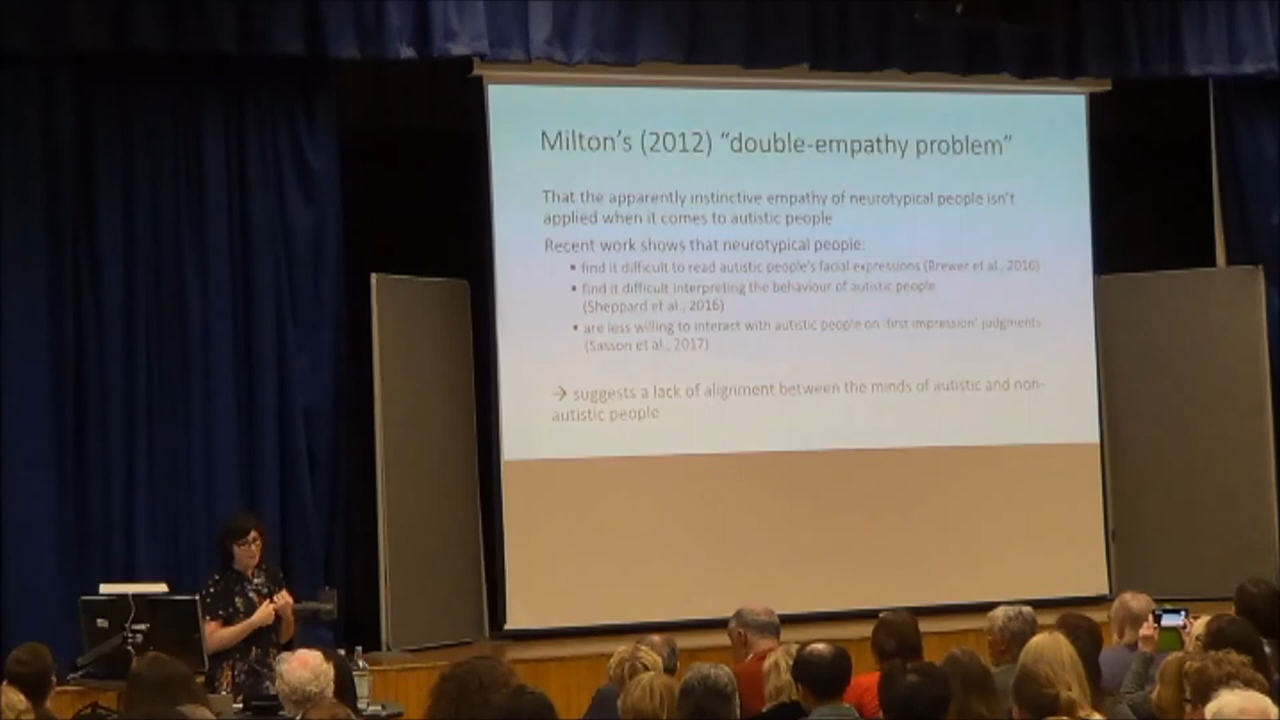 Milton's (2012) "double-empathy problem"
That the apparently instinctive empathy of neurotypical people isn't
applied when it comes to autistic people
Recent work shows that neurotypical people:
▪ find it difficult to read autistic people's facial expressions (Brewer et al., 2016)
▪ find it difficult interpreting the behaviour of autistic people
(Sheppard et al., 2016)
▪ are less willing to interact with autistic people on 'first impression' judgments
(Sasson et al., 2017)
→ suggests a lack of alignment between the minds of autistic and non-
autistic people